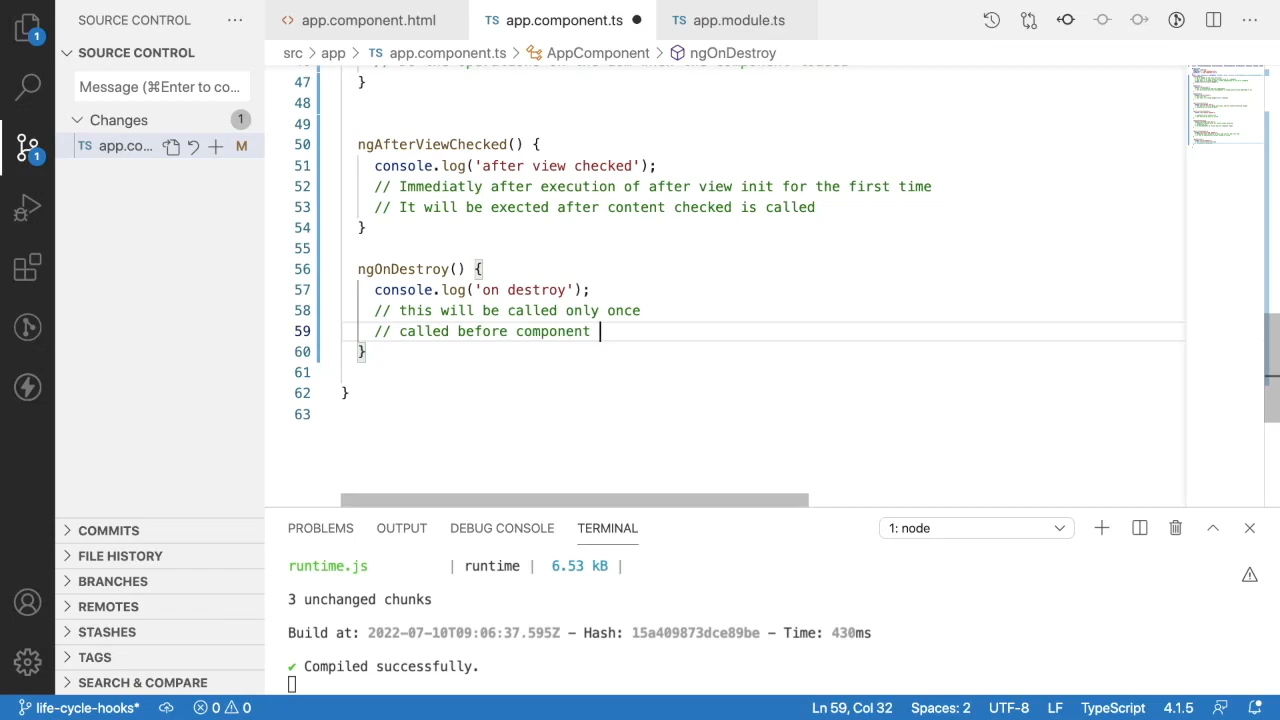 SOURCE CONTROL ...
app.component.html
TS app.component.ts
TS app.module.ts
1
SOURCE CONTROL
Message (⌘Enter to co...
Changes 1
TS app.co... M
1
src > app > TS app.component.ts > AppComponent > ngOnDestroy
47 }
48
49
50 ngAfterViewChecked() {
51 console.log('after view checked');
52 // Immediatly after execution of after view init for the first time
53 // It will be exected after content checked is called
54 }
55
56 ngOnDestroy() {
57 console.log('on destroy');
58 // this will be called only once
59 // called before component
60 }
61
62 }
63
COMMITS
FILE HISTORY
BRANCHES
REMOTES
STASHES
TAGS
SEARCH & COMPARE
PROBLEMS OUTPUT DEBUG CONSOLE TERMINAL 1: node
runtime.js | runtime | 6.53 kB |
3 unchanged chunks
Build at: 2022-07-10T09:06:37.595Z - Hash: 15a409873dce89be - Time: 430ms
✔ Compiled successfully.
life-cycle-hooks* 0 0 Ln 59, Col 32 Spaces: 2 UTF-8 LF TypeScript 4.1.5